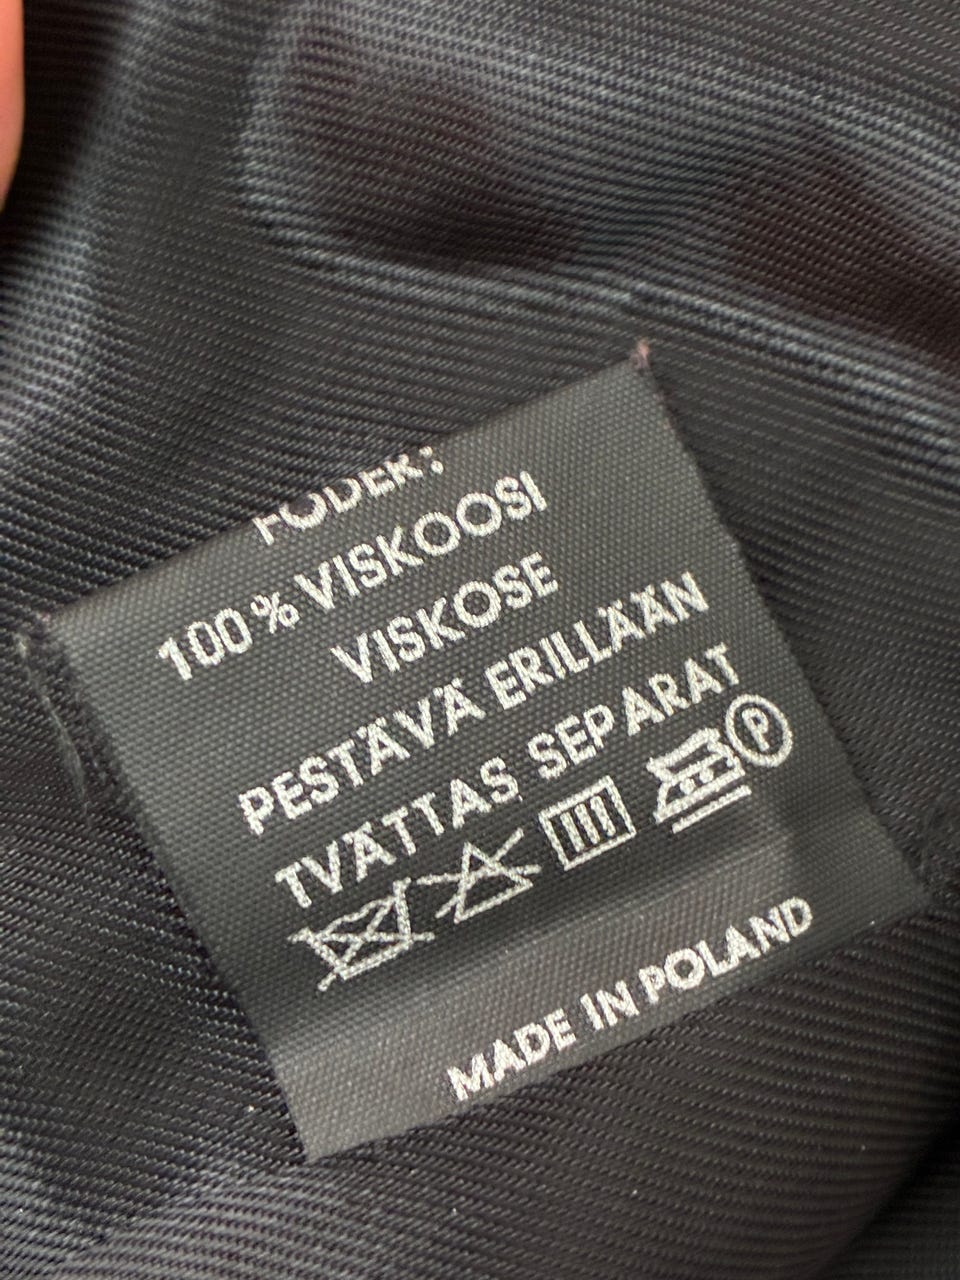 FODER:
100% VISKOOSI
VISKOSE
PESTÄVÄ ERILLÄÄN
TVÄTTAS SEPARAT
P
MADE IN POLAND